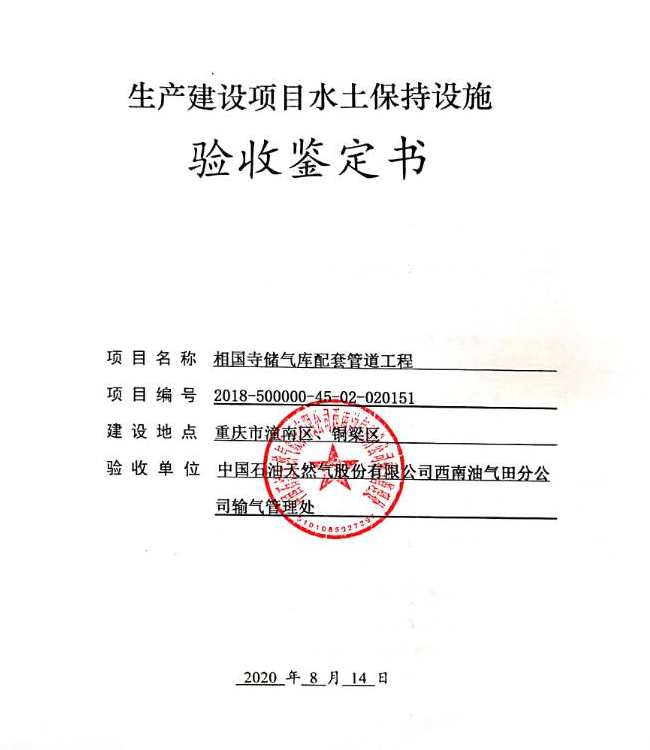 生产建设项目水土保持设施
验收鉴定书
项目名称 相国寺储气库配套管道工程
项目编号 2018-500000-45-02-020151
建设地点 重庆市潼南区、铜梁区
验收单位 中国石油天然气股份有限公司西南油气田分公
司输气管理处
2020 年 8 月 14 日